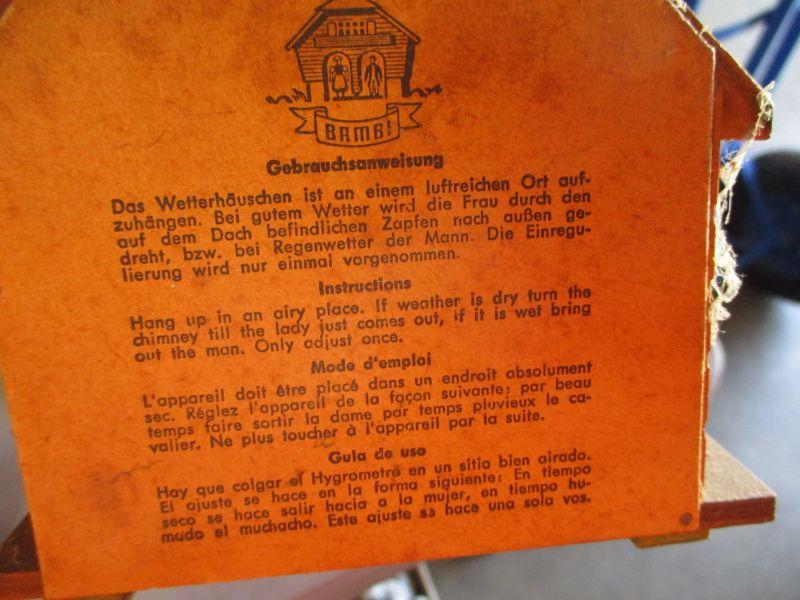 BAMBI
Gebrauchsanweisung
Das Wetterhäuschen ist an einem luftreichen Ort auf-
zuhängen. Bei gutem Wetter wird die Frau durch den
auf dem Dach befindlichen Zapfen nach außen ge-
dreht, bzw. bei Regenwetter der Mann. Die Einregu-
lierung wird nur einmal vorgenommen.
Instructions
Hang up in an airy place. If weather is dry turn the
chimney till the lady just comes out, if it is wet bring
out the man. Only adjust once.
Mode d'emploi
L'appareil doit être placé dans un endroit absolument
sec. Réglez l'appareil de la façon suivante: par beau
temps faire sortir la dame par temps pluvieux le ca-
valier. Ne plus toucher à l'appareil par la suite.
Guia de uso
Hay que colgar el Hygrometro en un sitio bien airado.
El ajuste se hace en la forma siguiente: En tiempo
seco se hace salir hacia a la mujer, en tiempo hu-
mudo el muchacho. Este ajuste sa hace una sola vos.